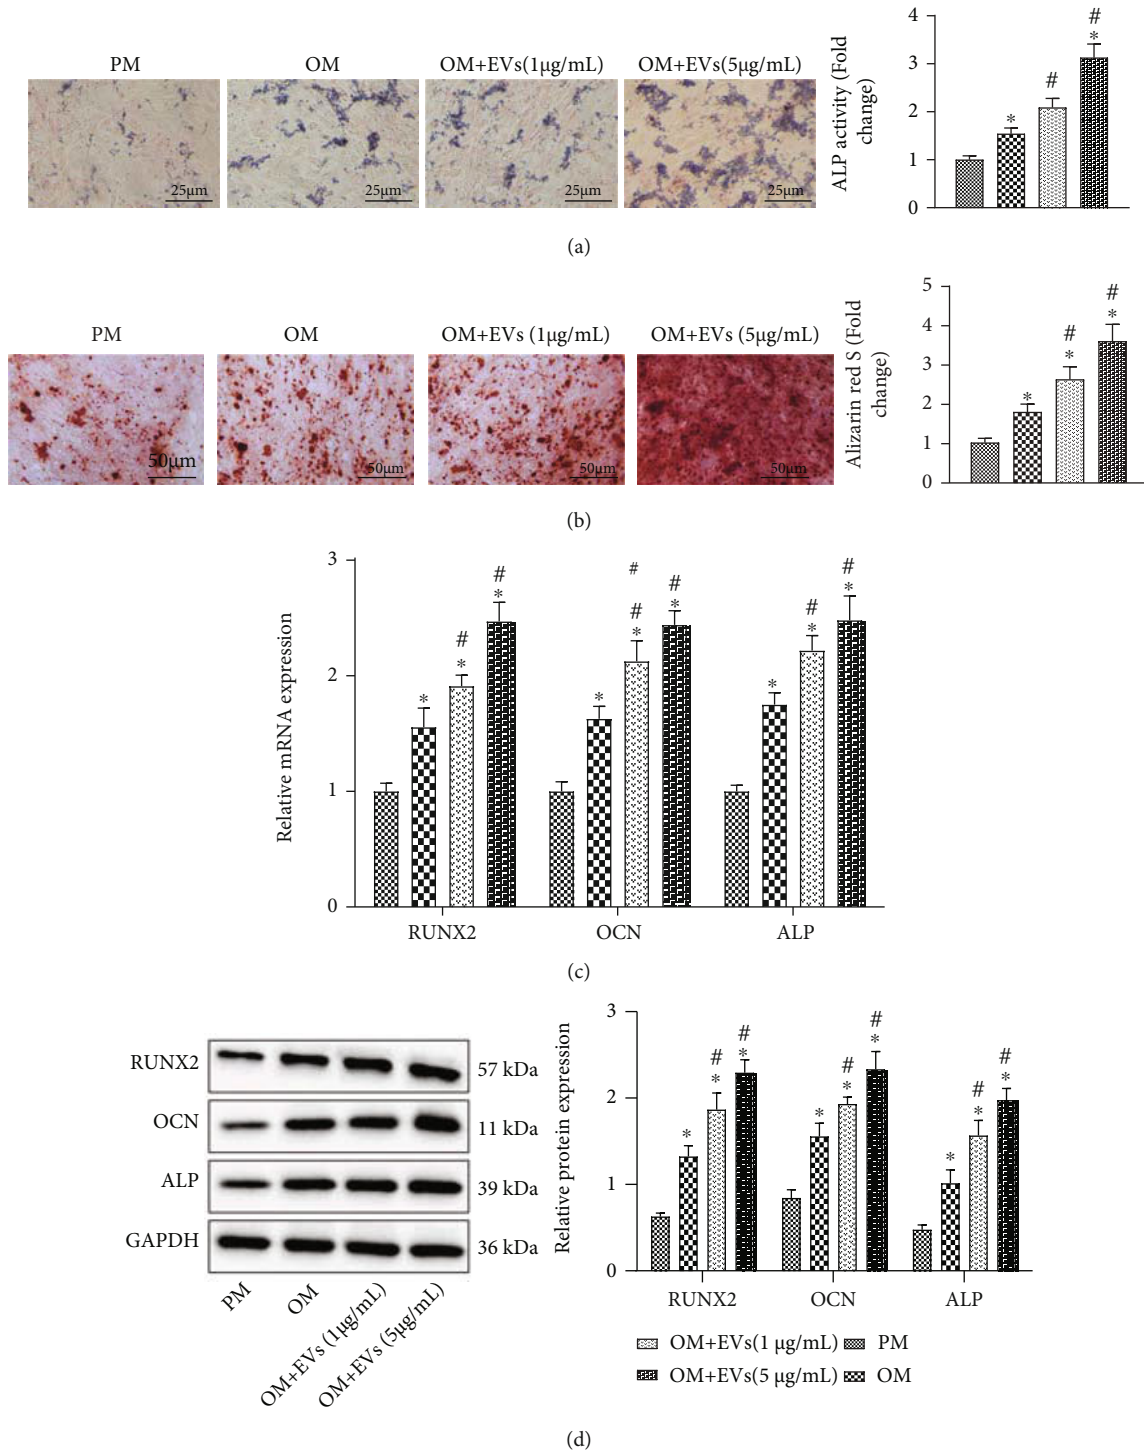 PM OM OM+EVs(1μg/mL) OM+EVs(5μg/mL)
25μm 25μm 25μm 25μm
ALP activity (Fold
change)
4
3
2
1
0
* # # *
(a)
PM OM OM+EVs (1μg/mL) OM+EVs (5μg/mL)
50μm 50μm 50μm 50μm
Alizarin red S (Fold
change)
5
4
3
2
1
0
* # * # *
(b)
Relative mRNA expression
3
2
1
0
* # * # *
* # # * # *
* # * # *
RUNX2 OCN ALP
(c)
RUNX2 57 kDa
OCN 11 kDa
ALP 39 kDa
GAPDH 36 kDa
PM OM OM+EVs (1μg/mL) OM+EVs (5μg/mL)
Relative protein expression
3
2
1
0
* # * # *
* # * # *
* # * # *
RUNX2 OCN ALP
OM+EVs(1 μg/mL) PM
OM+EVs(5 μg/mL) OM
(d)